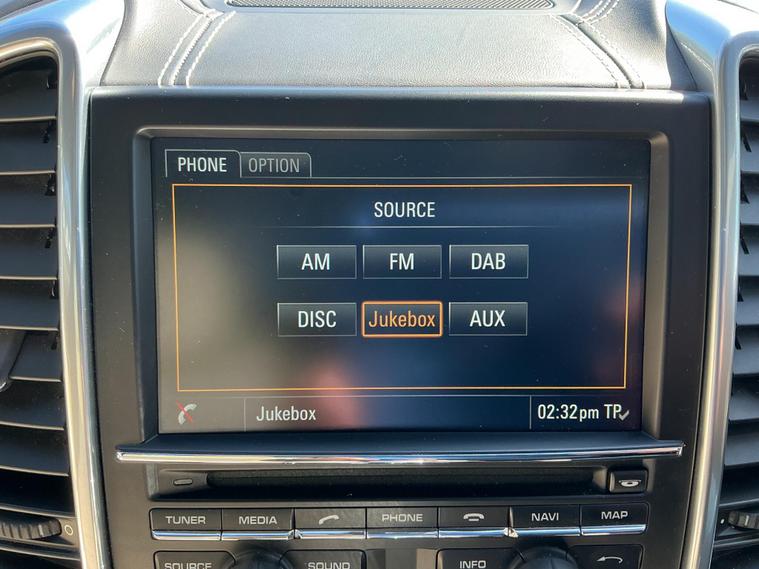 PHONE OPTION
SOURCE
AM FM DAB
DISC Jukebox AUX
Jukebox 02:32pm TP
TUNER MEDIA PHONE NAVI MAP
SOURCE SOUND INFO